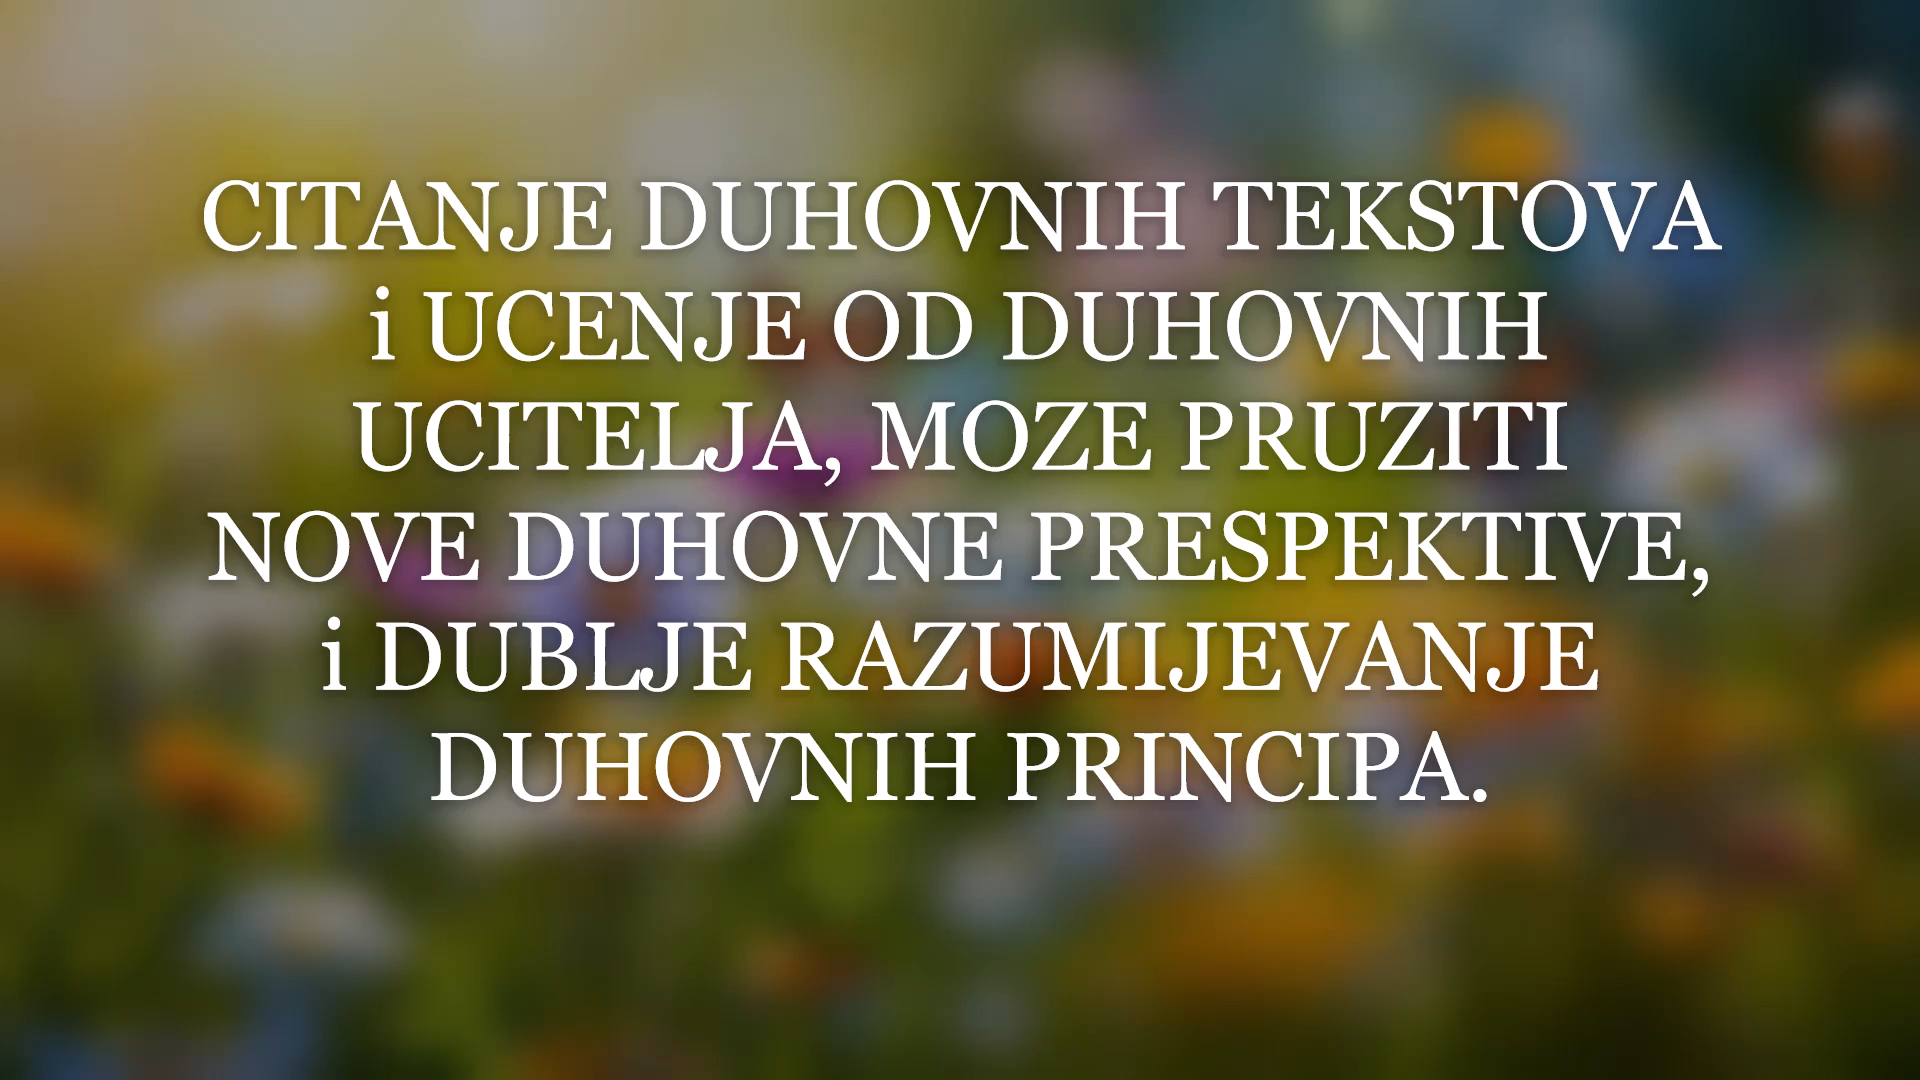 CITANJE DUHOVNIH TEKSTOVA
i UCENJE OD DUHOVNIH
UCITELJA, MOZE PRUZITI
NOVE DUHOVNE PRESPEKTIVE,
i DUBLJE RAZUMIJEVANJE
DUHOVNIH PRINCIPA.